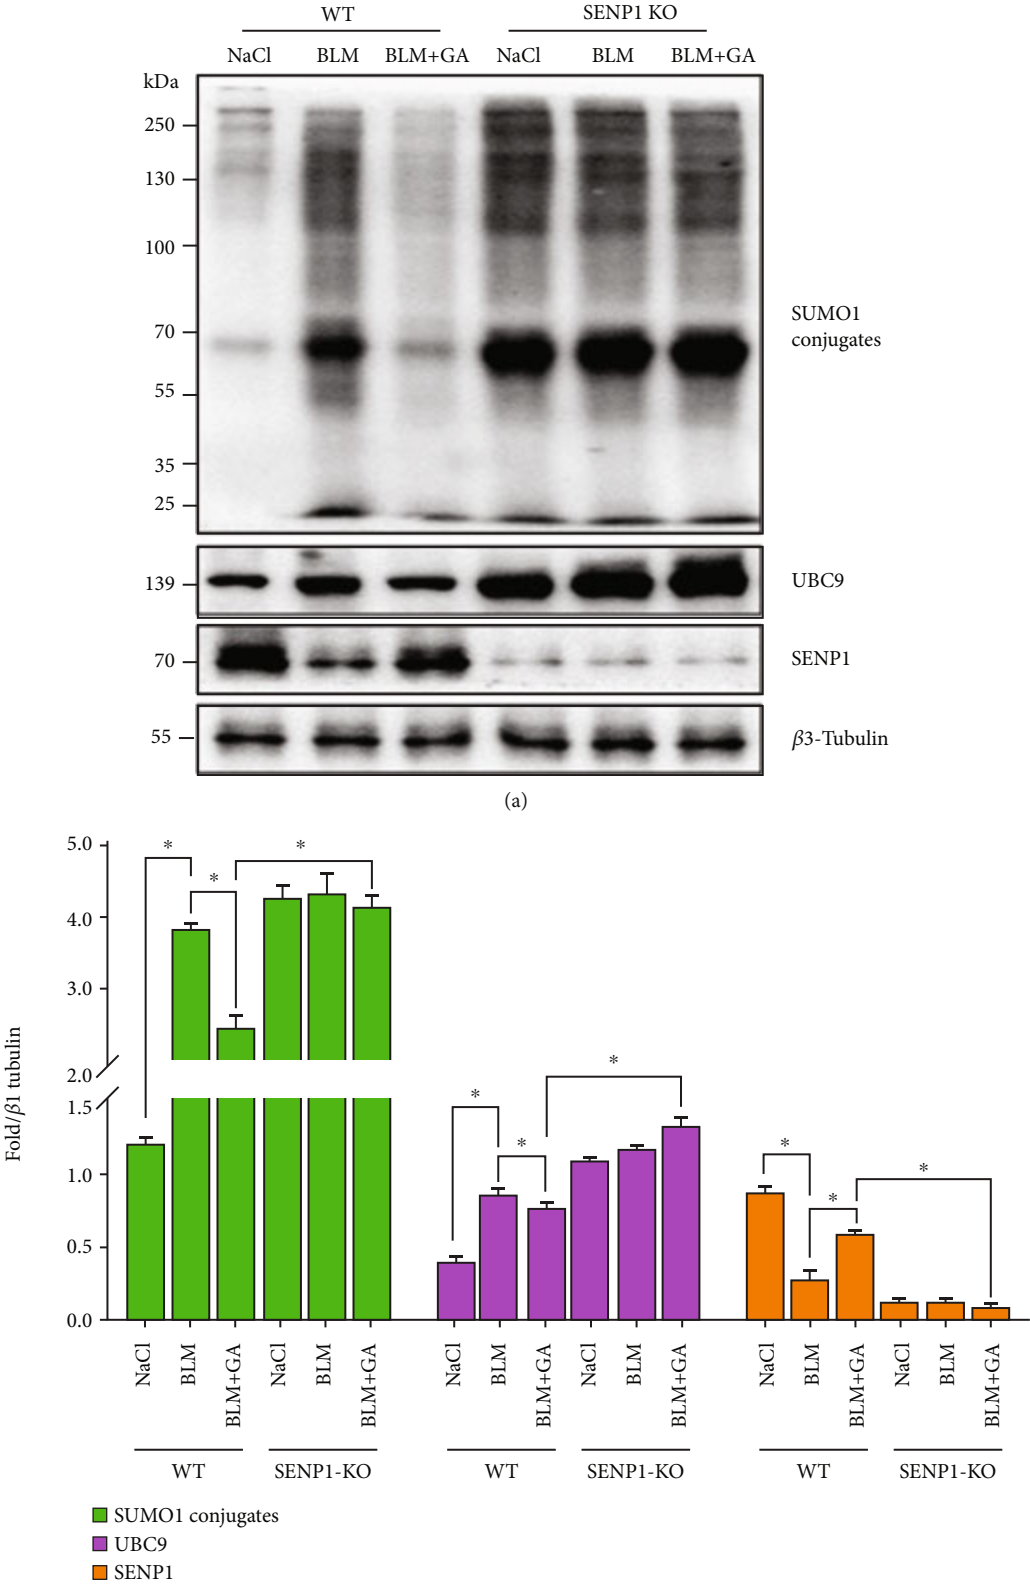 WT SENP1 KO
NaCl BLM BLM+GA NaCl BLM BLM+GA
kDa
250
130
100
70
55
35
25
SUMO1
conjugates
139
UBC9
70
SENP1
55
β3-Tubulin
(a)
Fold/β1 tubulin
5.0
4.0
3.0
2.0
1.5
1.0
0.5
0.0
* * *
* * *
* * *
NaCl BLM BLM+GA NaCl BLM BLM+GA NaCl BLM BLM+GA NaCl BLM BLM+GA NaCl BLM BLM+GA NaCl BLM BLM+GA
WT SENP1-KO WT SENP1-KO WT SENP1-KO
SUMO1 conjugates
UBC9
SENP1